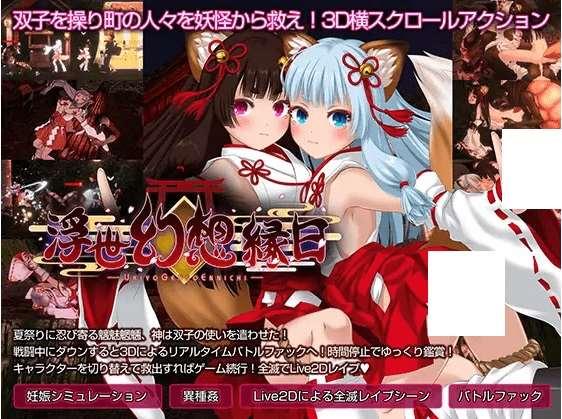 双子を操り町の人々を妖怪から救え！3D横スクロールアクション
浮世幻想縁日
UkiyoGensoEnnichi
夏祭りに忍び寄る魑魅魍魎、神は双子の使いを遣わせた！
戦闘中にダウンすると3Dによるリアルタイムバトルファックへ！時間停止でゆっくり鑑賞！
キャラクターを切り替えて救出すればゲーム続行！全滅でLive2Dレイプ♥
妊娠シミュレーション
異種姦
Live2Dによる全滅レイプシーン
バトルファック